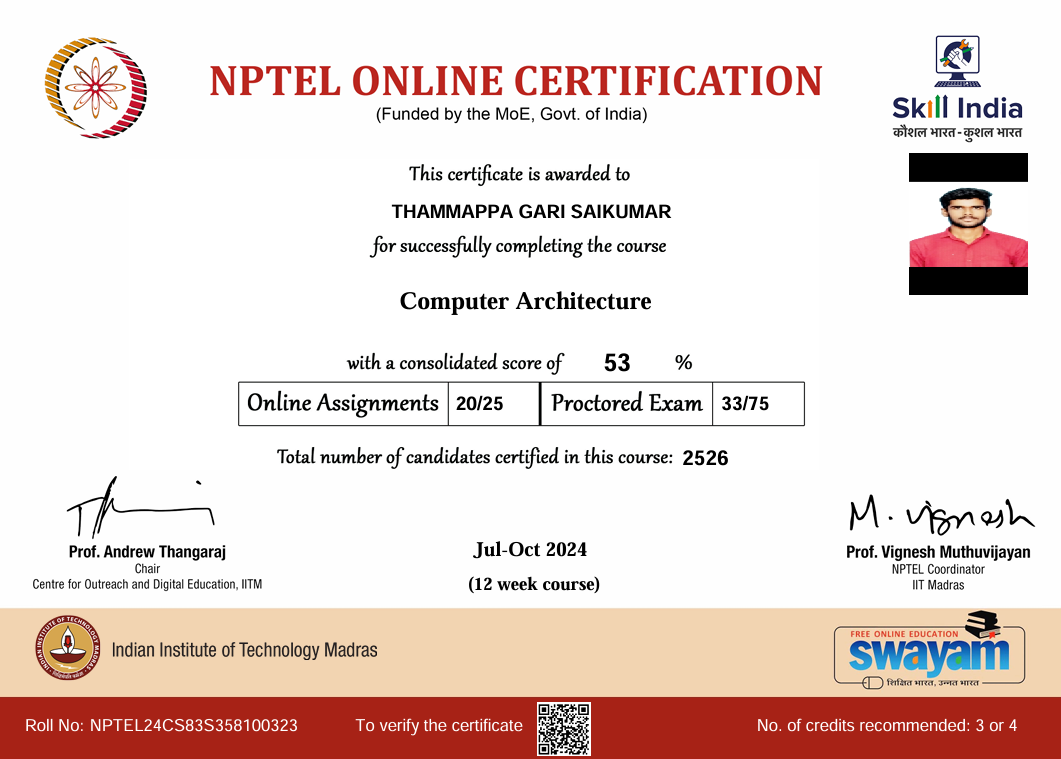 NPTEL ONLINE CERTIFICATION
(Funded by the MoE, Govt. of India)
Skill India
कौशल भारत - कुशल भारत
This certificate is awarded to
THAMMAPPA GARI SAIKUMAR
for successfully completing the course
Computer Architecture
with a consolidated score of 53 %
Online Assignments 20/25 Proctored Exam 33/75
Total number of candidates certified in this course: 2526
M. Vignesh
Prof. Andrew Thangaraj
Chair
Centre for Outreach and Digital Education, IITM
Jul-Oct 2024
(12 week course)
Prof. Vignesh Muthuvijayan
NPTEL Coordinator
IIT Madras
INDIAN INSTITUTE OF TECHNOLOGY MADRAS
Indian Institute of Technology Madras
FREE ONLINE EDUCATION
swayam
शिक्षित भारत, उन्नत भारत
Roll No: NPTEL24CS83S358100323
To verify the certificate
No. of credits recommended: 3 or 4